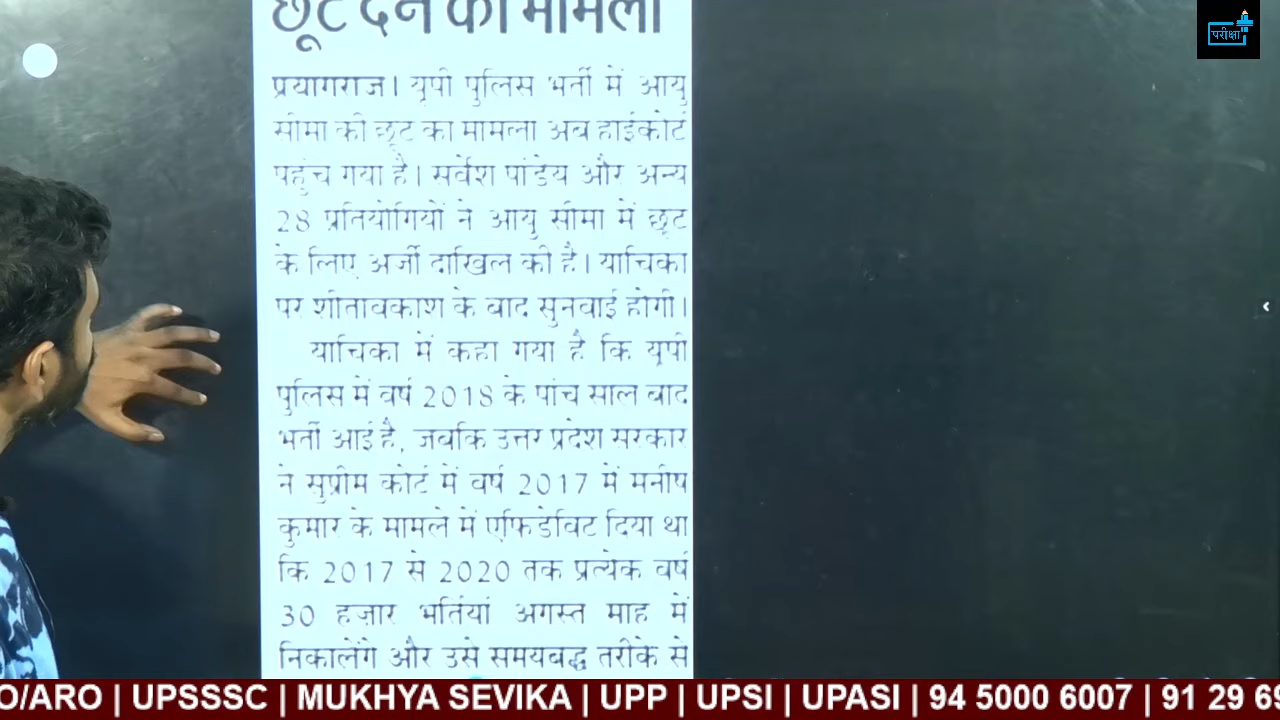 छूट देने का मामला
परीक्षा
प्रयागराज। यूपी पुलिस भर्ती में आयु
सीमा की छूट का मामला अब हाईकोर्ट
पहुंच गया है। सर्वेश पांडेय और अन्य
28 प्रतियोगियों ने आयु सीमा में छूट
के लिए अर्जी दाखिल की है। याचिका
पर शीतावकाश के बाद सुनवाई होगी।
याचिका में कहा गया है कि यूपी
पुलिस में वर्ष 2018 के पांच साल बाद
भर्ती आई है, जबकि उत्तर प्रदेश सरकार
ने सुप्रीम कोर्ट में वर्ष 2017 में मनीष
कुमार के मामले में एफिडेविट दिया था
कि 2017 से 2020 तक प्रत्येक वर्ष
30 हज़ार भर्तियां अगस्त माह में
निकालेंगे और उसे समयबद्ध तरीके से
O/ARO | UPSSSC | MUKHYA SEVIKA | UPP | UPSI | UPASI | 94 5000 6007 | 91 29 69